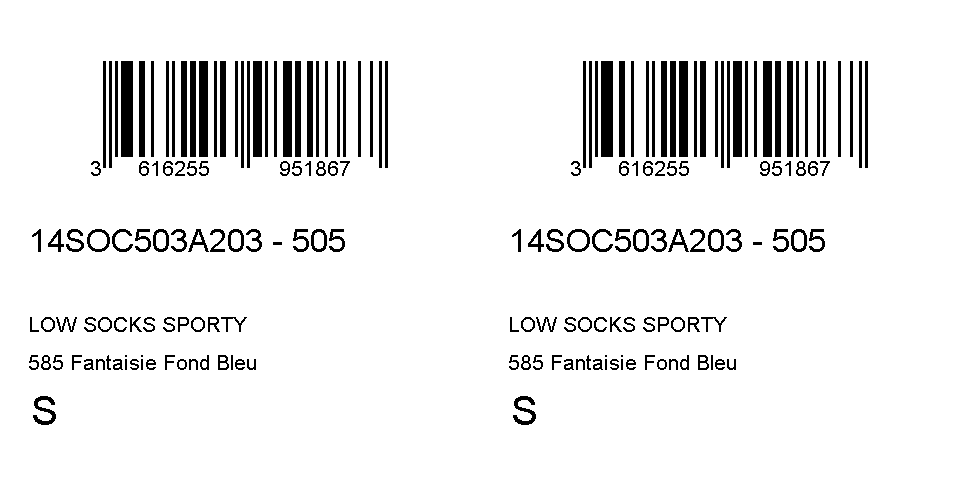 3 616255 951867
14SOC503A203 - 505
LOW SOCKS SPORTY
585 Fantaisie Fond Bleu
S
3 616255 951867
14SOC503A203 - 505
LOW SOCKS SPORTY
585 Fantaisie Fond Bleu
S